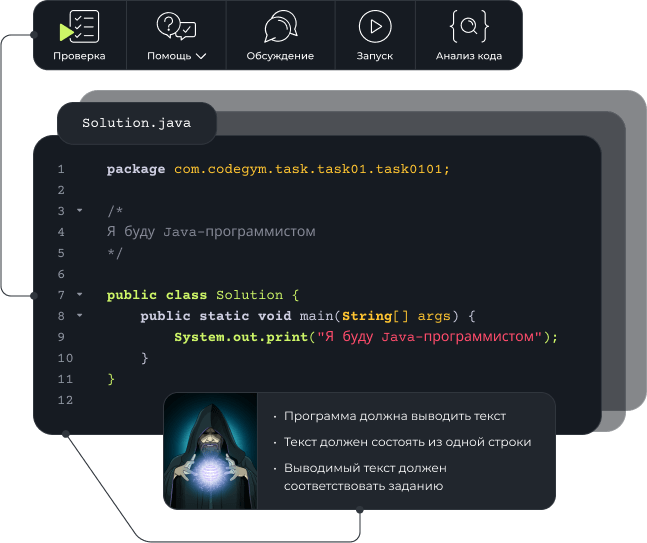 Проверка
Помощь
Обсуждение
Запуск
Анализ кода
Solution.java
1 package com.codegym.task.task01.task0101;
2
3 /*
4 Я буду Java-программистом
5 */
6
7 public class Solution {
8 public static void main(String[] args) {
9 System.out.print("Я буду Java-программистом");
10 }
11 }
12
• Программа должна выводить текст
• Текст должен состоять из одной строки
• Выводимый текст должен
соответствовать заданию